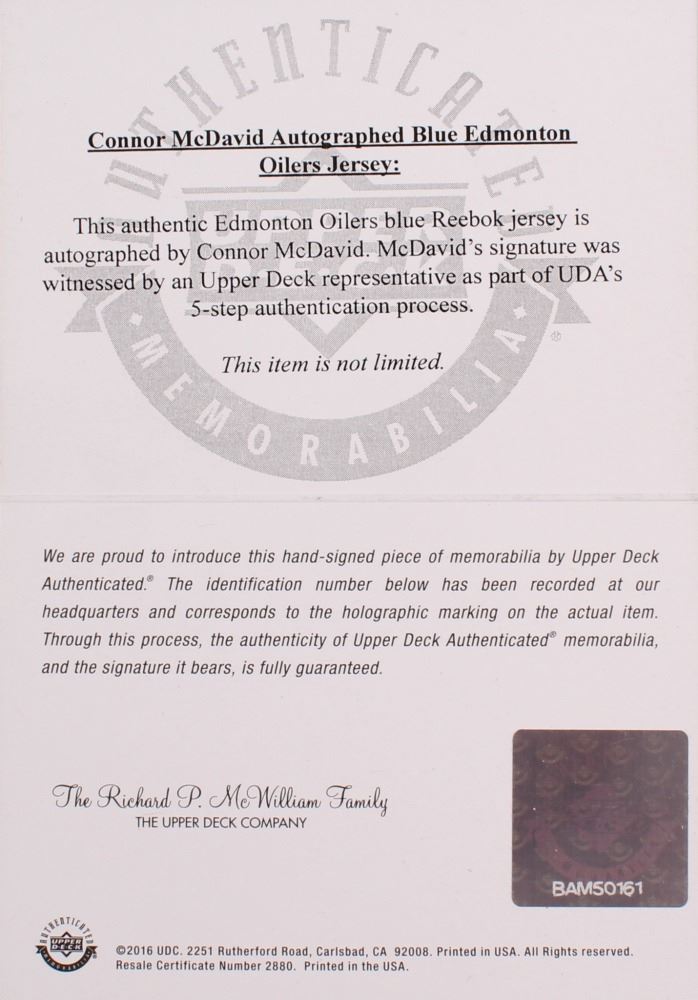 AUTHENTICATED
Connor McDavid Autographed Blue Edmonton
Oilers Jersey:
This authentic Edmonton Oilers blue Reebok jersey is
autographed by Connor McDavid. McDavid's signature was
witnessed by an Upper Deck representative as part of UDA's
5-step authentication process.
This item is not limited.
UPPER
DECK
MEMORABILIA
®
We are proud to introduce this hand-signed piece of memorabilia by Upper Deck
Authenticated.® The identification number below has been recorded at our
headquarters and corresponds to the holographic marking on the actual item.
Through this process, the authenticity of Upper Deck Authenticated® memorabilia,
and the signature it bears, is fully guaranteed.
The Richard P. McWilliam Family
THE UPPER DECK COMPANY
BAM50161
AUTHENTICATED
UPPER
DECK
MEMORABILIA
®
©2016 UDC. 2251 Rutherford Road, Carlsbad, CA 92008. Printed in USA. All Rights reserved.
Resale Certificate Number 2880. Printed in the USA.